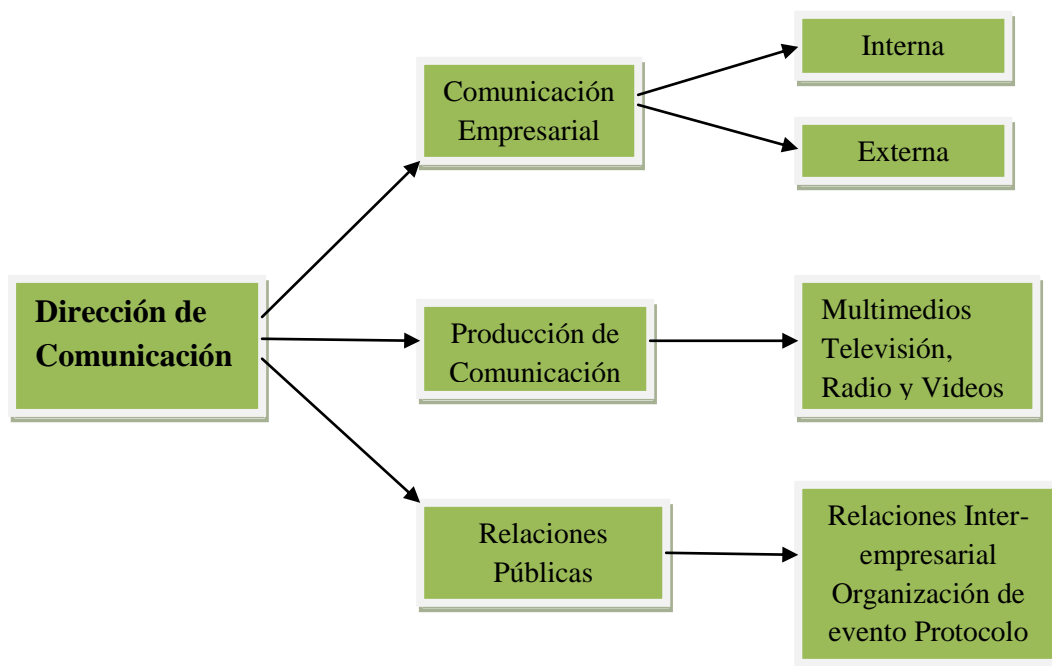 Dirección de
Comunicación
Comunicación
Empresarial
Interna
Externa
Producción de
Comunicación
Multimedios
Televisión,
Radio y Videos
Relaciones
Públicas
Relaciones Inter-
empresarial
Organización de
evento Protocolo